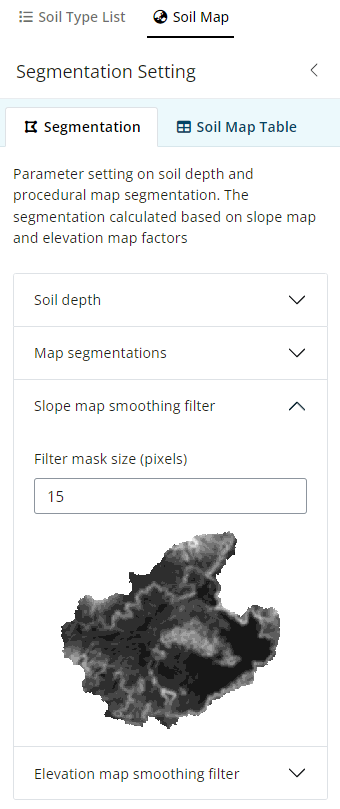 Soil Type List Soil Map
Segmentation Setting
Segmentation Soil Map Table
Parameter setting on soil depth and
procedural map segmentation. The
segmentation calculated based on slope map
and elevation map factors
Soil depth
Map segmentations
Slope map smoothing filter
Filter mask size (pixels)
15
Elevation map smoothing filter